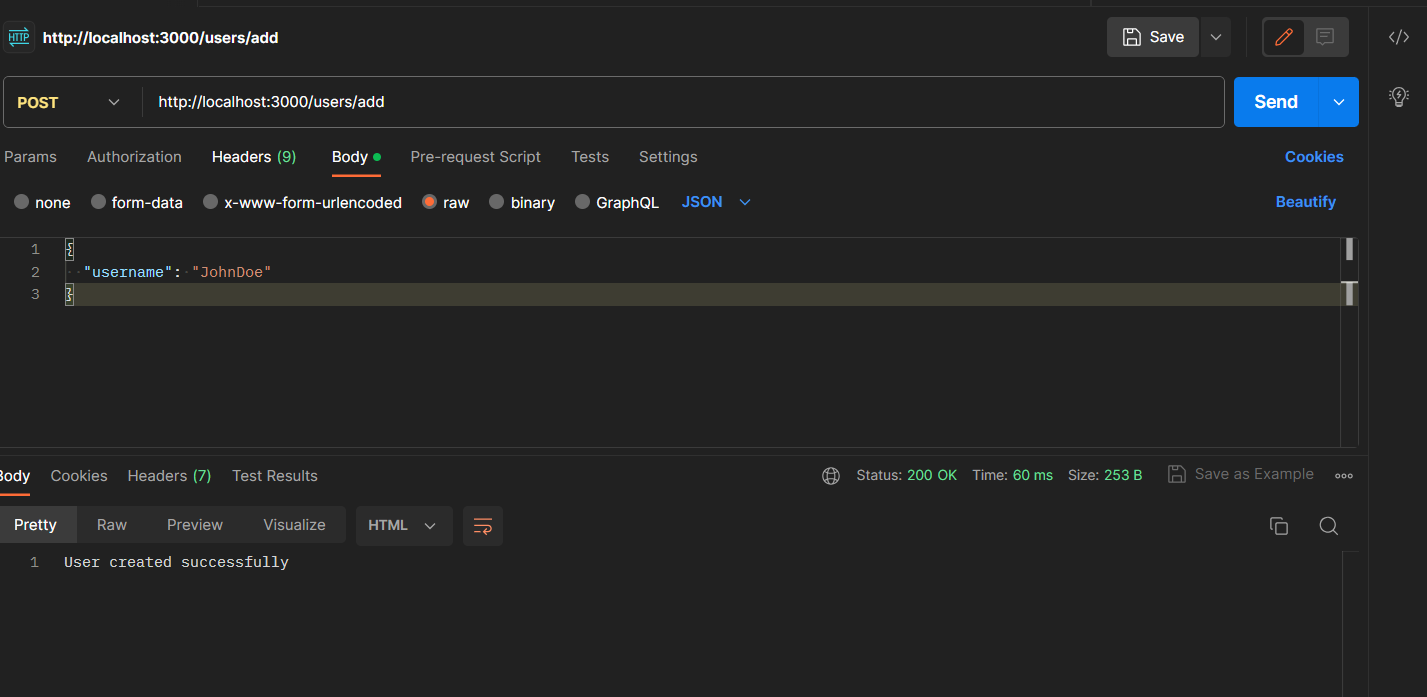 HTTP http://localhost:3000/users/add Save
POST http://localhost:3000/users/add Send
Params Authorization Headers (9) Body Pre-request Script Tests Settings Cookies
none form-data x-www-form-urlencoded raw binary GraphQL JSON Beautify
1 {
2 "username": "JohnDoe"
3 }
Body Cookies Headers (7) Test Results Status: 200 OK Time: 60 ms Size: 253 B Save as Example
Pretty Raw Preview Visualize HTML
1 User created successfully